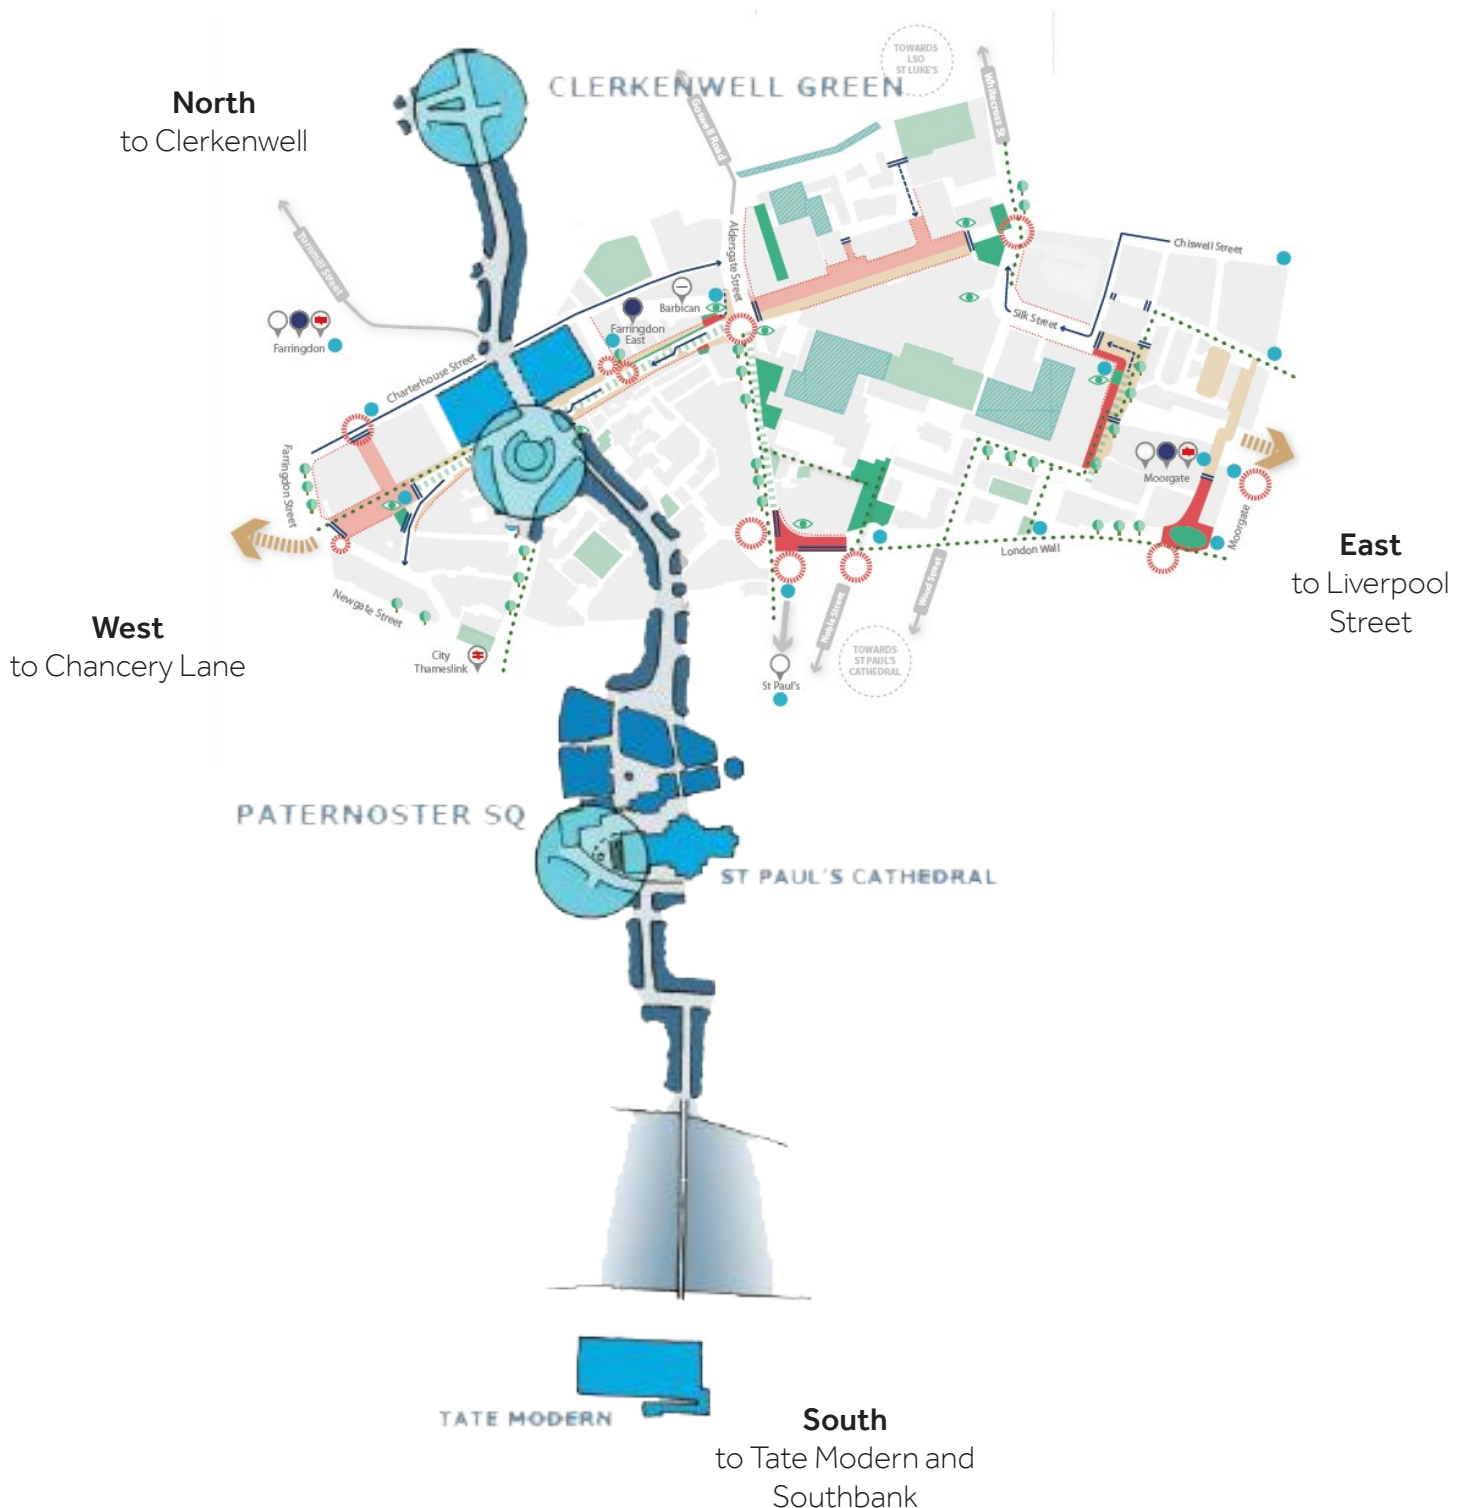 TOWARDS
LSO
ST LUKE'S
CLERKENWELL GREEN
North
to Clerkenwell
Whitecross St
Goswell Road
Turnmill Street
Aldersgate Street
Chiswell Street
Barbican
Farringdon
East
Farringdon
Silk Street
Charterhouse Street
Farringdon Street
Moorgate
Moorgate
London Wall
East
to Liverpool
Street
Newgate Street
Wood Street
Noble Street
West
to Chancery Lane
City
Thameslink
TOWARDS
ST PAUL'S
CATHEDRAL
St Paul's
PATERNOSTER SQ
ST PAUL'S CATHEDRAL
TATE MODERN
South
to Tate Modern and
Southbank